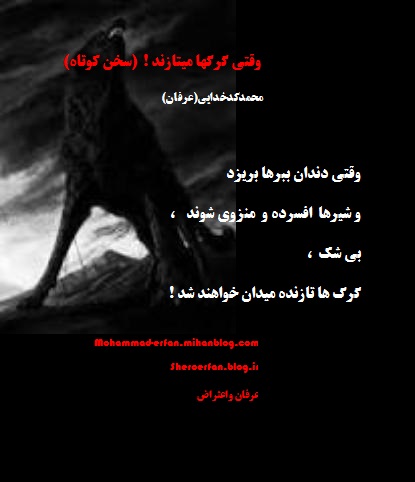 وقتی گرگها میتازند ! (سخن کوتاه)
محمدکدخدایی(عرفان)
وقتی دندان ببرها بریزد
و شیرها افسرده و منزوی شوند ،
بی شک ،
گرگ ها تازنده میدان خواهند شد !
Mohammad-erfan.mihanblog.com
Sheroerfan.blog.ir
عرفان واعتراض